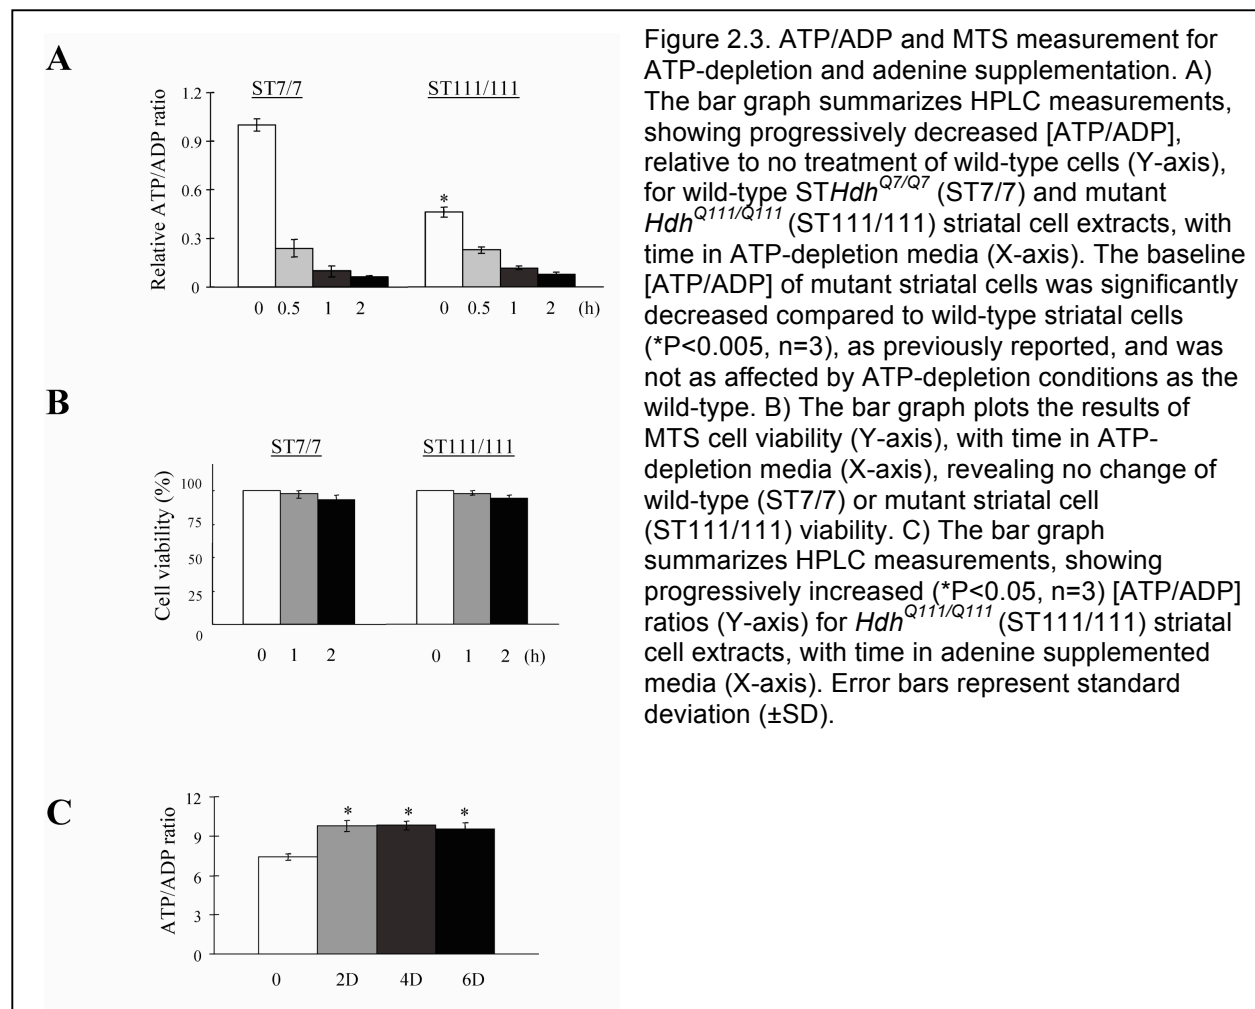 A
ST7/7
ST111/111
Relative ATP/ADP ratio
1.2
0.9
0.6
0.3
0
*
0 0.5 1 2
0 0.5 1 2 (h)
B
ST7/7
ST111/111
Cell viability (%)
100
75
50
25
0
0 1 2
0 1 2 (h)
C
ATP/ADP ratio
12
9
6
3
0
* * *
0 2D 4D 6D
Figure 2.3. ATP/ADP and MTS measurement for
ATP-depletion and adenine supplementation. A)
The bar graph summarizes HPLC measurements,
showing progressively decreased [ATP/ADP],
relative to no treatment of wild-type cells (Y-axis),
for wild-type STHdh^Q7/Q7 (ST7/7) and mutant
Hdh^Q111/Q111 (ST111/111) striatal cell extracts, with
time in ATP-depletion media (X-axis). The baseline
[ATP/ADP] of mutant striatal cells was significantly
decreased compared to wild-type striatal cells
(*P<0.005, n=3), as previously reported, and was
not as affected by ATP-depletion conditions as the
wild-type. B) The bar graph plots the results of
MTS cell viability (Y-axis), with time in ATP-
depletion media (X-axis), revealing no change of
wild-type (ST7/7) or mutant striatal cell
(ST111/111) viability. C) The bar graph
summarizes HPLC measurements, showing
progressively increased (*P<0.05, n=3) [ATP/ADP]
ratios (Y-axis) for Hdh^Q111/Q111 (ST111/111) striatal
cell extracts, with time in adenine supplemented
media (X-axis). Error bars represent standard
deviation (±SD).